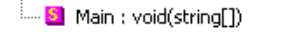 S Main : void(string[])